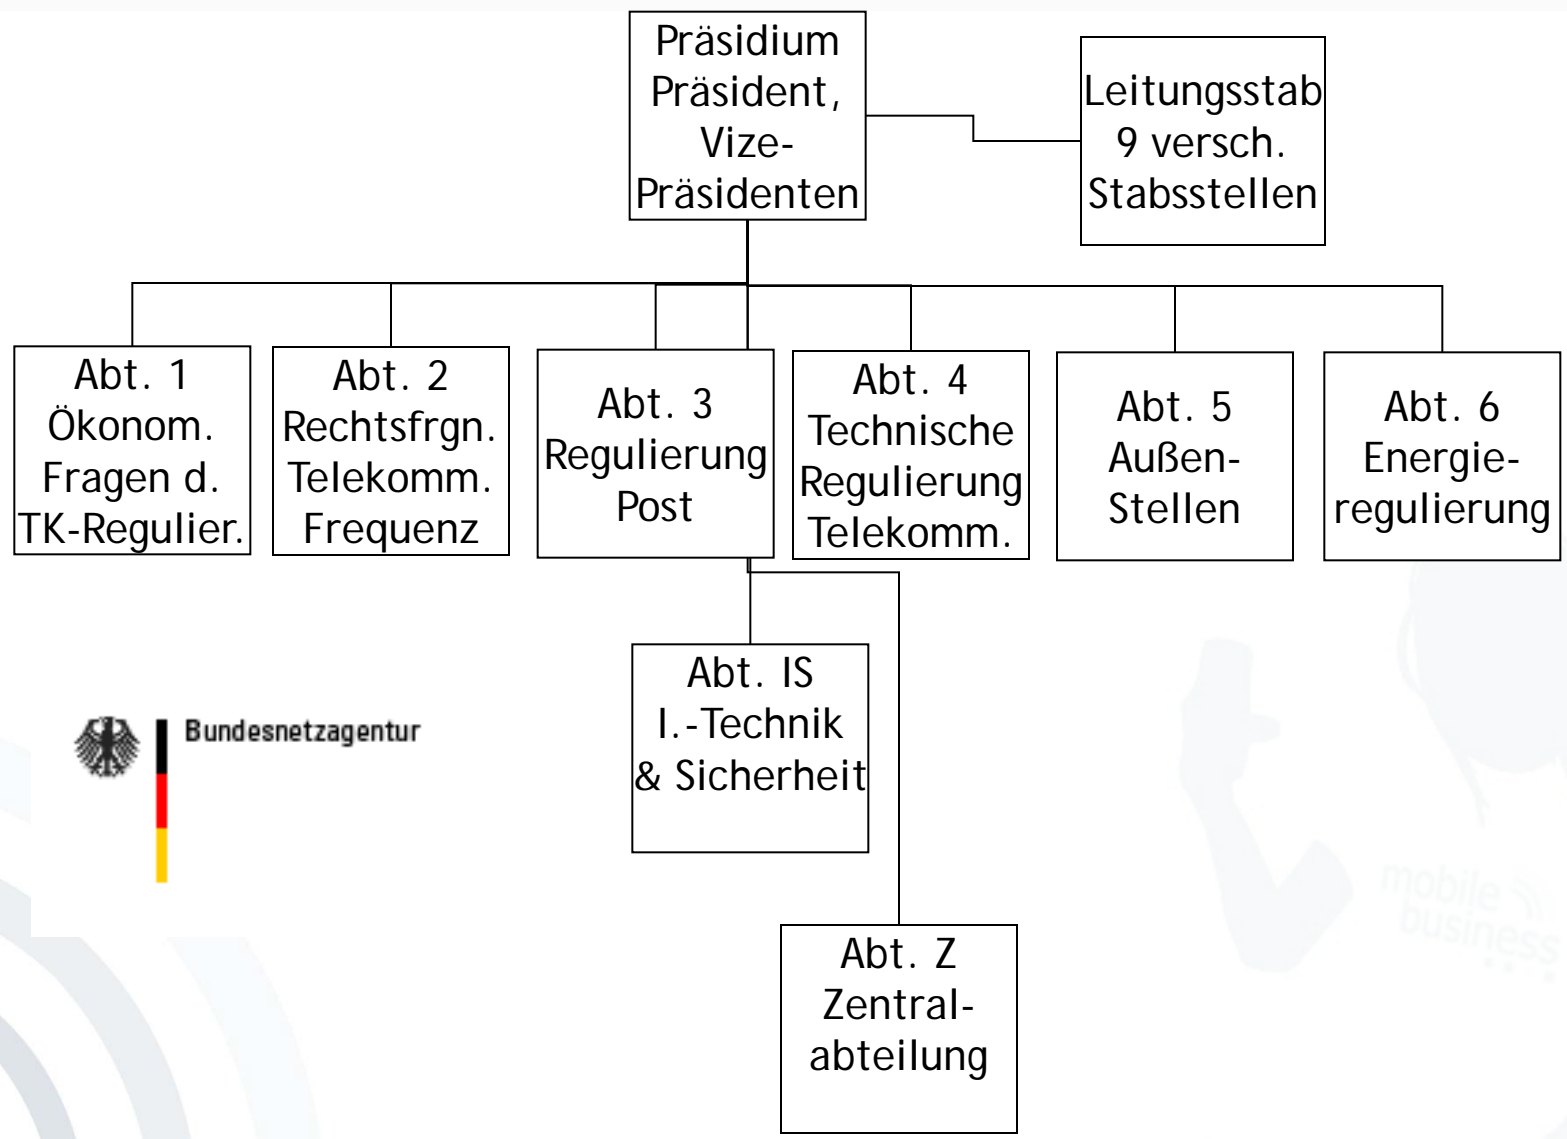 Präsidium
Präsident,
Vize-
Präsidenten
Leitungsstab
9 versch.
Stabsstellen
Abt. 1
Ökonom.
Fragen d.
TK-Regulier.
Abt. 2
Rechtsfrgn.
Telekomm.
Frequenz
Abt. 3
Regulierung
Post
Abt. 4
Technische
Regulierung
Telekomm.
Abt. 5
Außen-
Stellen
Abt. 6
Energie-
regulierung
Abt. IS
I.-Technik
& Sicherheit
Bundesnetzagentur
mobile
business
Abt. Z
Zentral-
abteilung